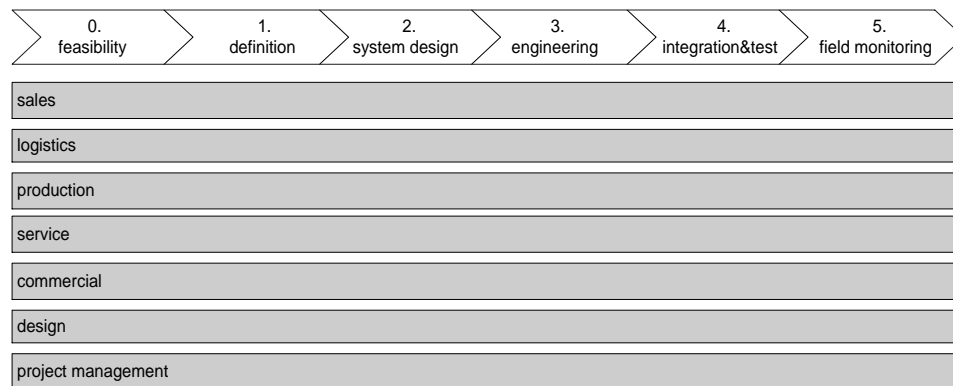 0.
feasibility
1.
definition
2.
system design
3.
engineering
4.
integration&test
5.
field monitoring
sales
logistics
production
service
commercial
design
project management